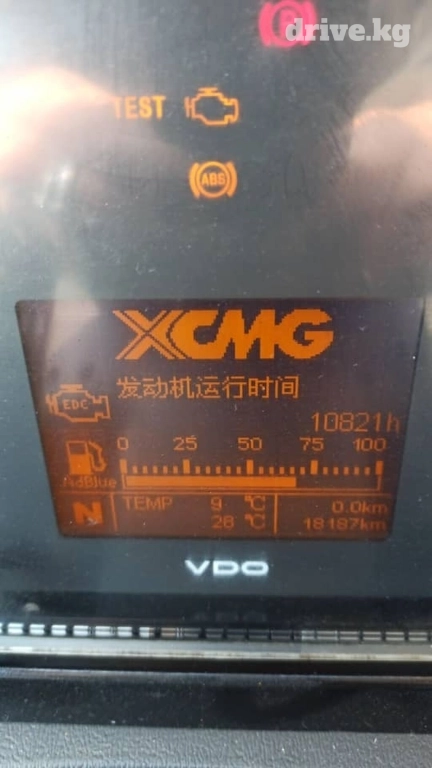 drive.kg
P
TEST
ABS
XCMG
发动机运行时间
EDC
10821h
0 25 50 75 100
AdBlue
N TEMP 9 °C 0.0km
26 °C 18187km
VDO